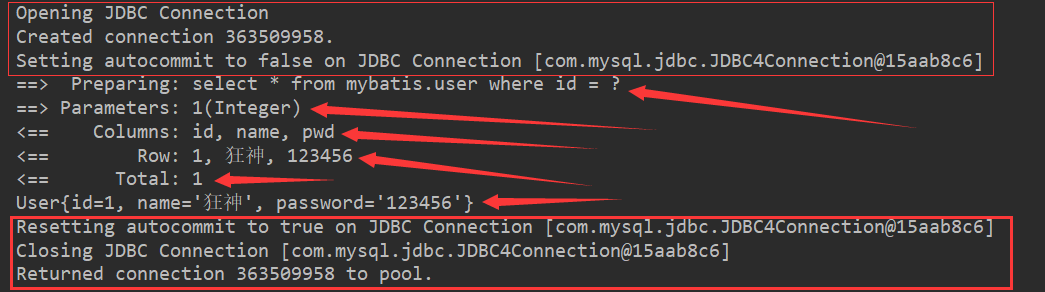 Opening JDBC Connection
Created connection 363509958.
Setting autocommit to false on JDBC Connection [com.mysql.jdbc.JDBC4Connection@15aab8c6]
==>  Preparing: select * from mybatis.user where id = ?
==> Parameters: 1(Integer)
<==    Columns: id, name, pwd
<==        Row: 1, 狂神, 123456
<==      Total: 1
User{id=1, name='狂神', password='123456'}
Resetting autocommit to true on JDBC Connection [com.mysql.jdbc.JDBC4Connection@15aab8c6]
Closing JDBC Connection [com.mysql.jdbc.JDBC4Connection@15aab8c6]
Returned connection 363509958 to pool.